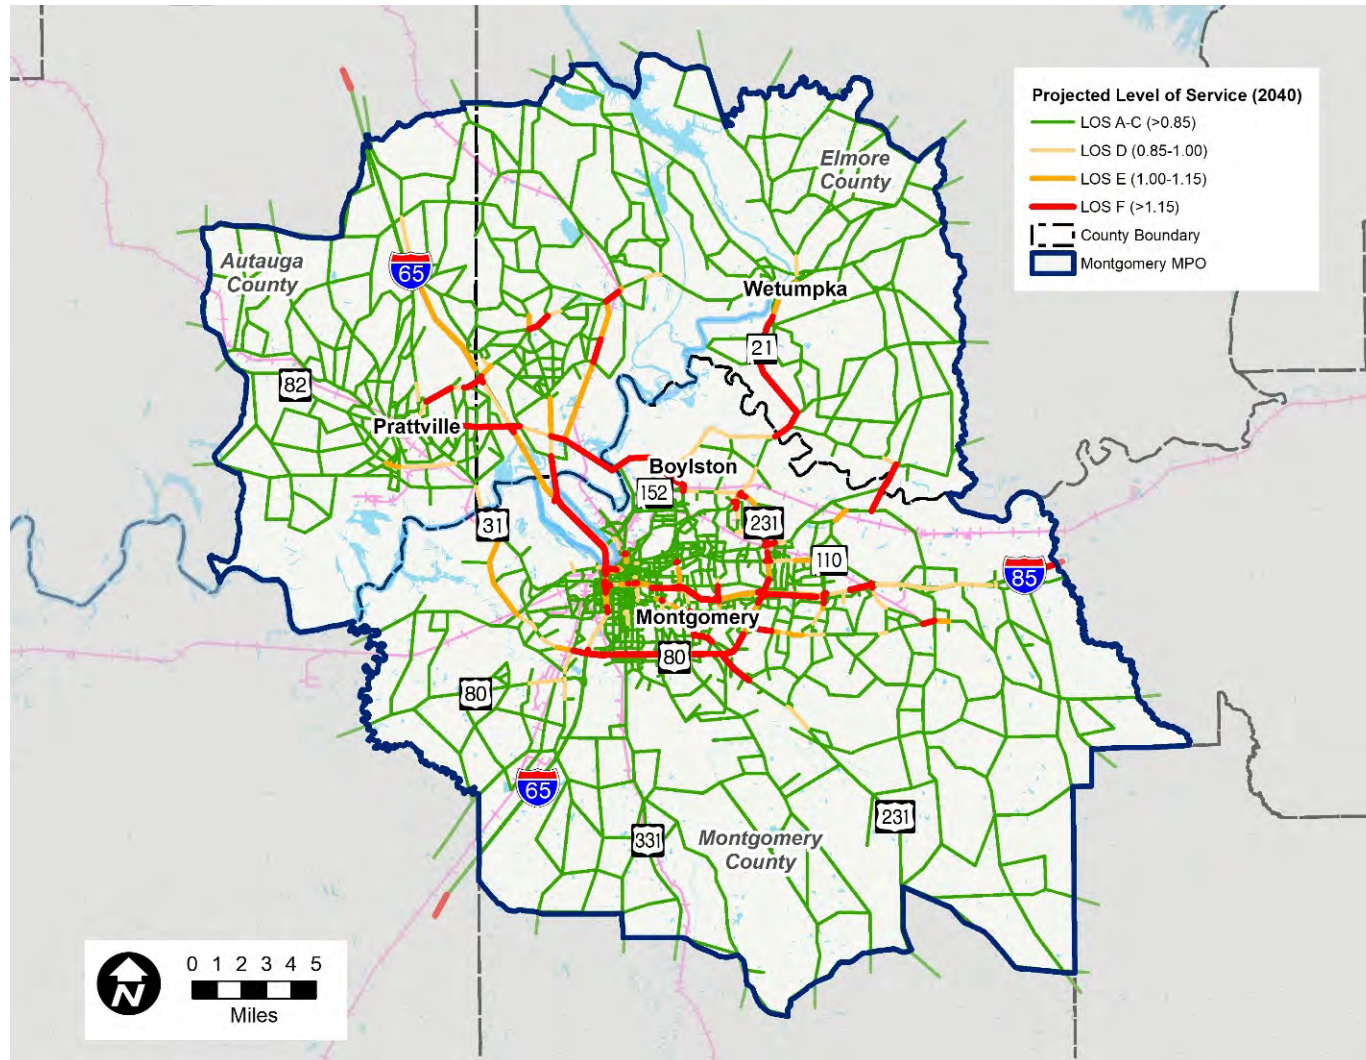 Projected Level of Service (2040)
LOS A-C (>0.85)
LOS D (0.85-1.00)
LOS E (1.00-1.15)
LOS F (>1.15)
County Boundary
Montgomery MPO
Elmore
County
Autauga
County
65
Wetumpka
21
82
Prattville
Boylston
152
31
231
110
85
Montgomery
80
80
65
331
Montgomery
County
231
N
0 1 2 3 4 5
Miles